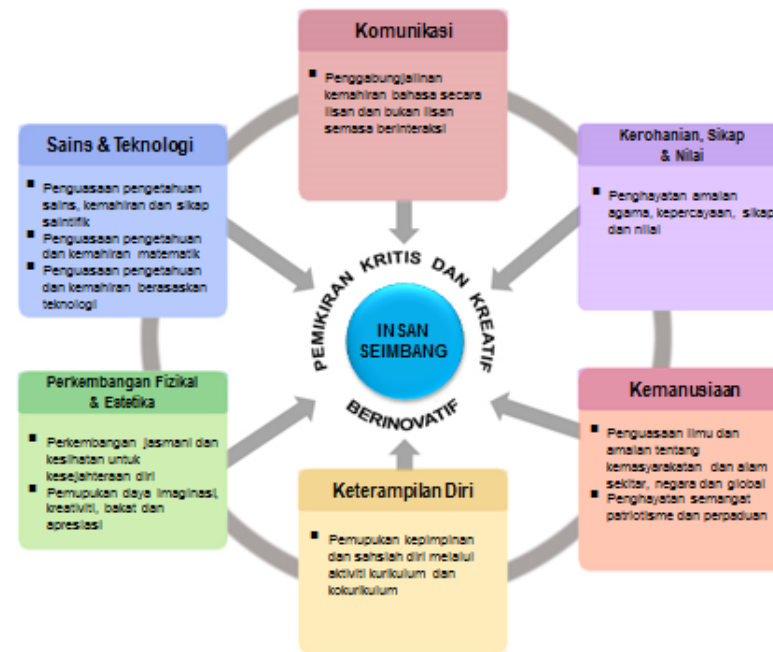 Komunikasi
▪ Penggabungjalinan
kemahiran bahasa secara
lisan dan bukan lisan
semasa berinteraksi
Kerohanian, Sikap
& Nilai
▪ Penghayatan amalan
agama, kepercayaan, sikap
dan nilai
Kemanusiaan
▪ Penguasaan ilmu dan
amalan tentang
kemasyarakatan dan alam
sekitar, negara dan global
▪ Penghayatan semangat
patriotisme dan perpaduan
Keterampilan Diri
▪ Pemupukan kepimpinan
dan sahsiah diri melalui
aktiviti kurikulum dan
kokurikulum
Perkembangan Fizikal
& Estetika
▪ Perkembangan jasmani dan
kesihatan untuk
kesejahteraan diri
▪ Pemupukan daya imaginasi,
kreativiti, bakat dan
apresiasi
Sains & Teknologi
▪ Penguasaan pengetahuan
sains, kemahiran dan sikap
saintifik
▪ Penguasaan pengetahuan
dan kemahiran matematik
▪ Penguasaan pengetahuan
dan kemahiran berasaskan
teknologi
PEMIKIRAN KRITIS DAN KREATIF
INSAN
SEIMBANG
BERINOVATIF